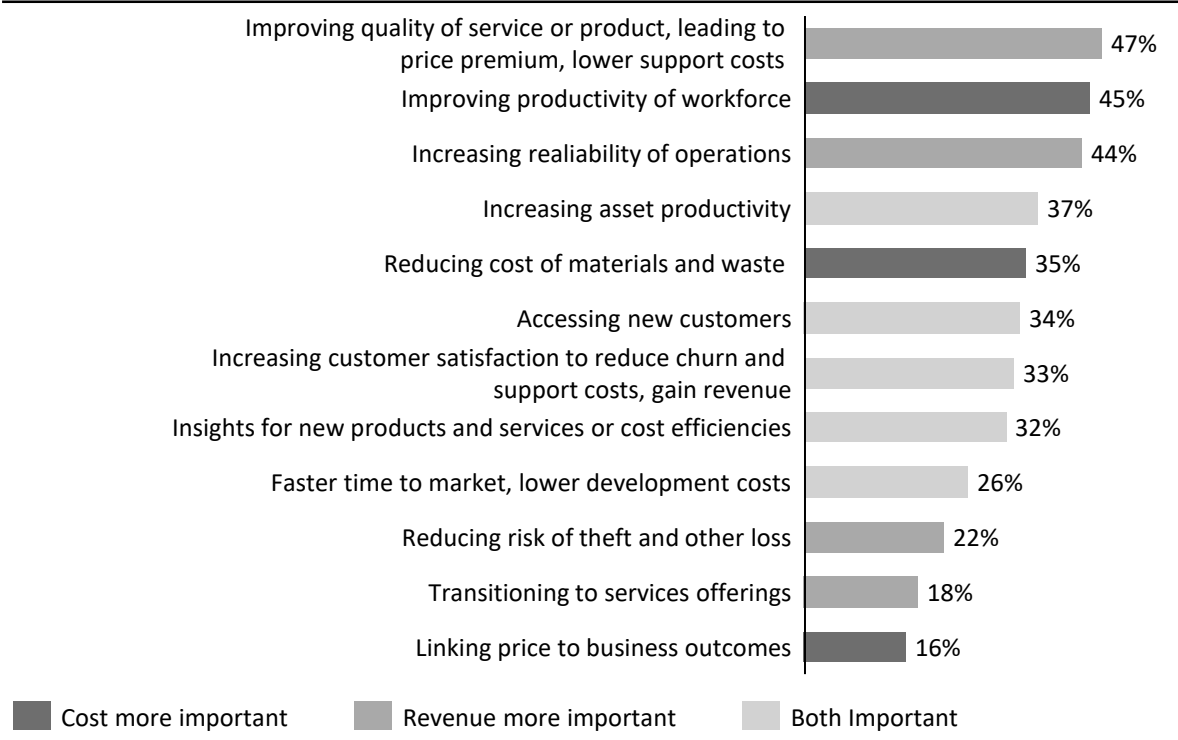 Improving quality of service or product, leading to
price premium, lower support costs
47%
Improving productivity of workforce
45%
Increasing realiability of operations
44%
Increasing asset productivity
37%
Reducing cost of materials and waste
35%
Accessing new customers
34%
Increasing customer satisfaction to reduce churn and
support costs, gain revenue
33%
Insights for new products and services or cost efficiencies
32%
Faster time to market, lower development costs
26%
Reducing risk of theft and other loss
22%
Transitioning to services offerings
18%
Linking price to business outcomes
16%
Cost more important
Revenue more important
Both Important